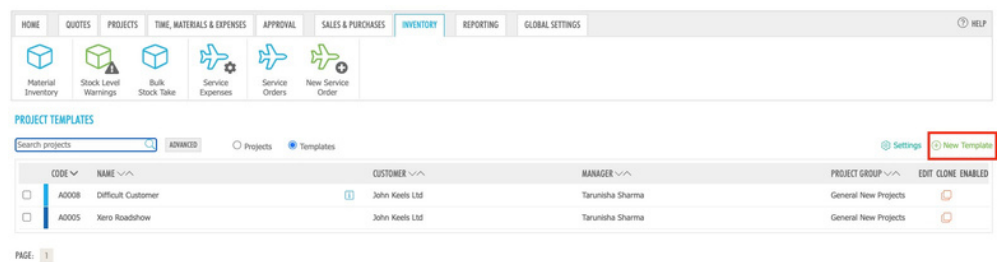 HOME QUOTES PROJECTS TIME, MATERIALS & EXPENSES APPROVAL SALES & PURCHASES INVENTORY REPORTING GLOBAL SETTINGS HELP
Material Inventory
Stock Level Warnings
Bulk Stock Take
Service Expenses
Service Orders
New Service Order
PROJECT TEMPLATES
Search projects ADVANCED Projects Templates Settings New Template
CODE NAME CUSTOMER MANAGER PROJECT GROUP EDIT CLONE ENABLED
A0008 Difficult Customer John Keels Ltd Tarunisha Sharma General New Projects
A0005 Xero Roadshow John Keels Ltd Tarunisha Sharma General New Projects
PAGE: 1